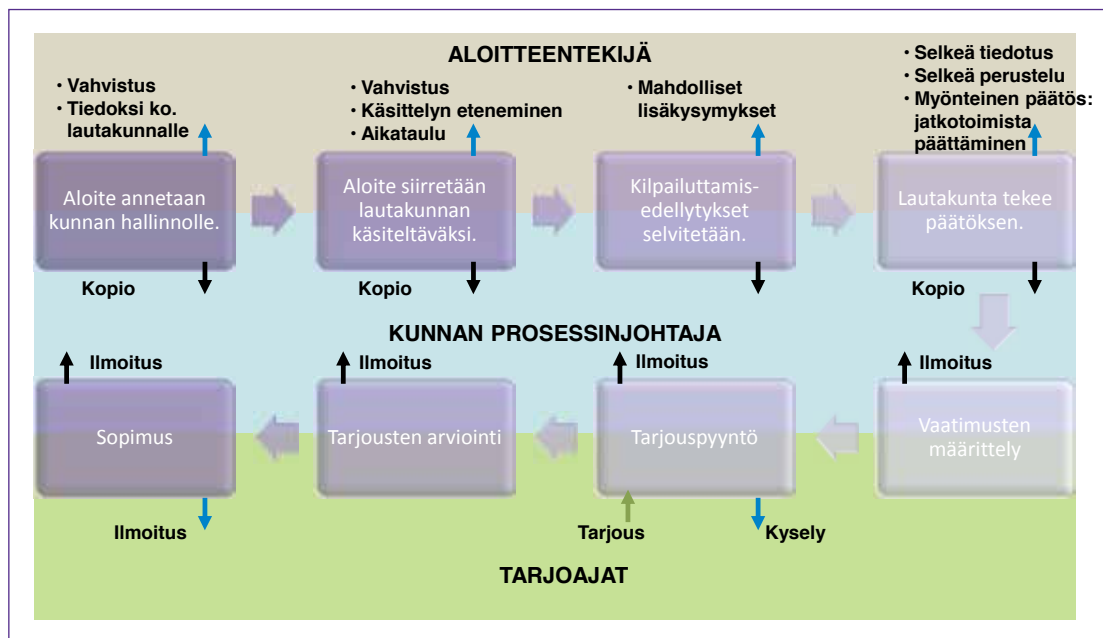 ALOITTEENTEKIJÄ
• Vahvistus
• Tiedoksi ko.
lautakunnalle
• Vahvistus
• Käsittelyn eteneminen
• Aikataulu
• Mahdolliset
lisäkysymykset
• Selkeä tiedotus
• Selkeä perustelu
• Myönteinen päätös:
jatkotoimista
päättäminen
Aloite annetaan
kunnan hallinnolle.
Aloite siirretään
lautakunnan
käsiteltäväksi.
Kilpailuttamis-
edellytykset
selvitetään.
Lautakunta tekee
päätöksen.
Kopio
Kopio
Kopio
KUNNAN PROSESSINJOHTAJA
Ilmoitus
Ilmoitus
Ilmoitus
Ilmoitus
Sopimus
Tarjousten arviointi
Tarjouspyyntö
Vaatimusten
määrittely
Ilmoitus
Tarjous
Kysely
TARJOAJAT